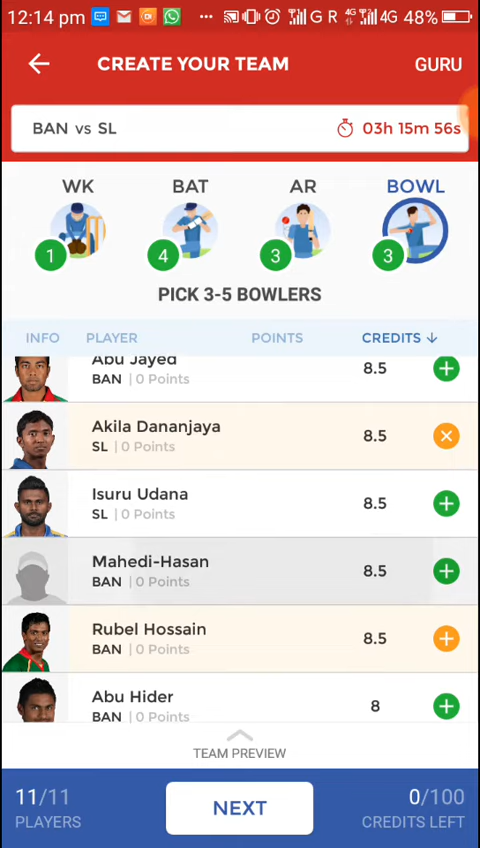 12:14 pm ... G R 4G 4G 48%
CREATE YOUR TEAM GURU
BAN vs SL 03h 15m 56s
WK BAT AR BOWL
1 4 3 3
PICK 3-5 BOWLERS
INFO PLAYER POINTS CREDITS ↓
Abu Jayed 8.5
BAN | 0 Points
Akila Dananjaya 8.5
SL | 0 Points
Isuru Udana 8.5
SL | 0 Points
Mahedi-Hasan 8.5
BAN | 0 Points
Rubel Hossain 8.5
BAN | 0 Points
Abu Hider 8
BAN | 0 Points
TEAM PREVIEW
11/11 NEXT 0/100
PLAYERS CREDITS LEFT